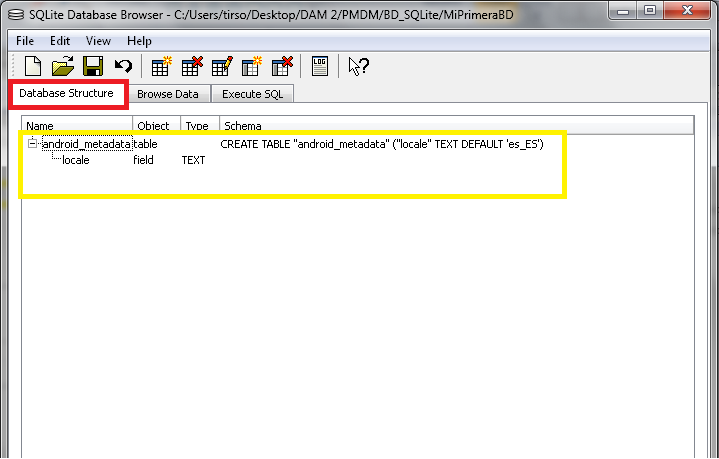 SQLite Database Browser - C:/Users/tirso/Desktop/DAM 2/PMDM/BD_SQLite/MiPrimeraBD
File Edit View Help
LOG
Database Structure Browse Data Execute SQL
Name Object Type Schema
android_metadata table CREATE TABLE "android_metadata" ("locale" TEXT DEFAULT 'es_ES')
locale field TEXT